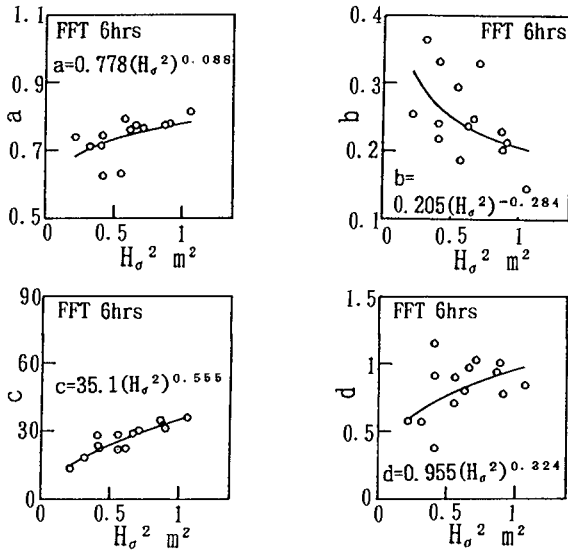 FFT 6hrs
a=0.778(Hσ²)^0.088
1.1
0.9
0.7
0.5
a
0
0.5
1
Hσ² m²
FFT 6hrs
0.4
0.3
0.2
0.1
b
b=
0.205(Hσ²)^-0.284
0
0.5
1
Hσ² m²
FFT 6hrs
90
60
30
0
c
c=35.1(Hσ²)^0.555
0
0.5
1
Hσ² m²
FFT 6hrs
1.5
1
0.5
0
d
d=0.955(Hσ²)^0.324
0
0.5
1
Hσ² m²